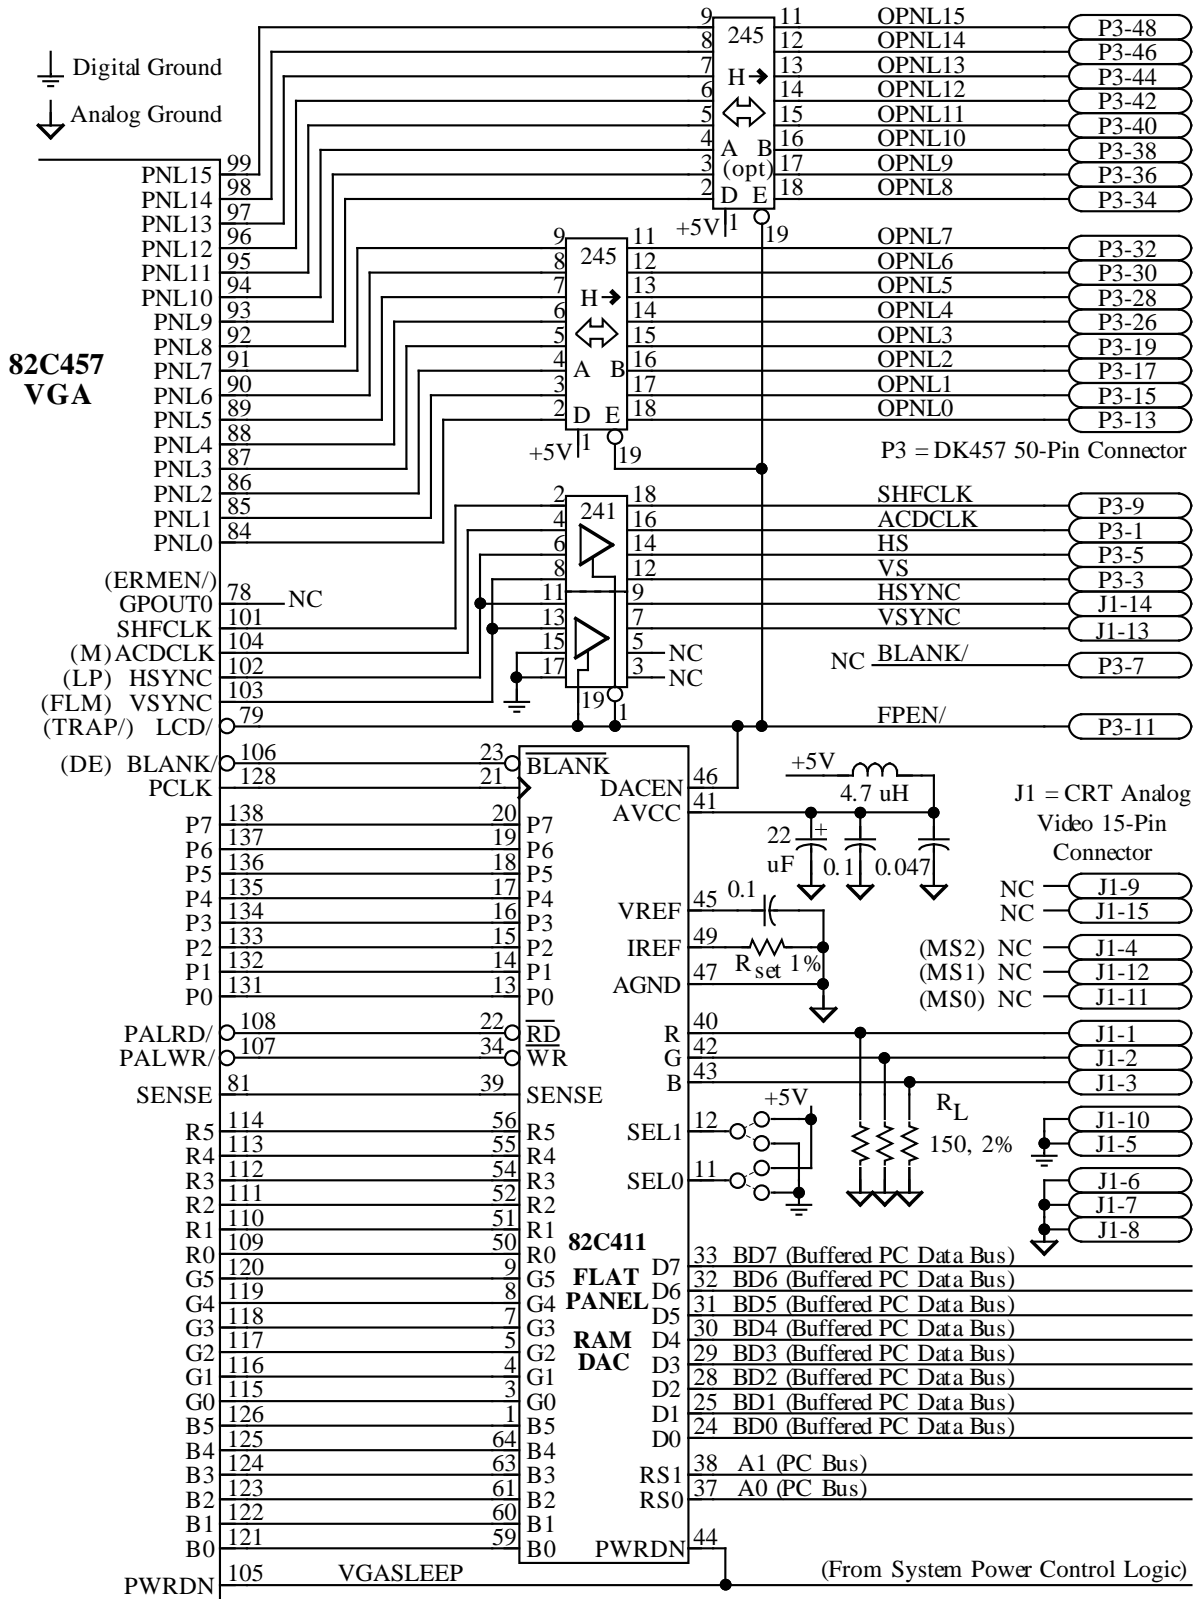 9 245 11 OPNL15 P3-48
8 12 OPNL14 P3-46
Digital Ground 7 H 13 OPNL13 P3-44
6 14 OPNL12 P3-42
Analog Ground 5 15 OPNL11 P3-40
4 A B 16 OPNL10 P3-38
PNL15 99 3 (opt) 17 OPNL9 P3-36
PNL14 98 2 D E 18 OPNL8 P3-34
PNL13 97 +5V 1 19
PNL12 96 9 245 11 OPNL7 P3-32
PNL11 95 8 12 OPNL6 P3-30
PNL10 94 7 H 13 OPNL5 P3-28
PNL9 93 6 14 OPNL4 P3-26
PNL8 92 5 15 OPNL3 P3-19
82C457
VGA
PNL7 91 4 A B 16 OPNL2 P3-17
PNL6 90 3 17 OPNL1 P3-15
PNL5 89 2 D E 18 OPNL0 P3-13
PNL4 88 +5V 1 19 P3 = DK457 50-Pin Connector
PNL3 87
PNL2 86 2 241 18 SHFCLK P3-9
PNL1 85 4 16 ACDCLK P3-1
PNL0 84 6 14 HS P3-5
8 12 VS P3-3
(ERMEN/)
GPOUT0 78 NC 11 9 HSYNC J1-14
SHFCLK 101 13 7 VSYNC J1-13
(M) ACDCLK 104 15 5 NC
NC BLANK/ P3-7
(LP) HSYNC 102 17 3 NC
(FLM) VSYNC 103 19 1
(TRAP/) LCD/ 79 FPEN/ P3-11
(DE) BLANK/ 106 23 BLANK
PCLK 128 21 DACEN 46 +5V 4.7 uH
AVCC 41
J1 = CRT Analog
Video 15-Pin
Connector
P7 138 20 P7 22 uF + 0.1 0.047
P6 137 19 P6
P5 136 18 P5
P4 135 17 P4 NC J1-9
P3 134 16 P3 VREF 45 0.1 NC J1-15
P2 133 15 P2 IREF 49 Rset 1% (MS2) NC J1-4
P1 132 14 P1 AGND 47 (MS1) NC J1-12
P0 131 13 P0 (MS0) NC J1-11
PALRD/ 108 22 RD R 40 J1-1
PALWR/ 107 34 WR G 42 J1-2
SENSE 81 39 SENSE B 43 J1-3
+5V RL 150, 2%
R5 114 56 R5 SEL1 12 J1-10
R4 113 55 R4 J1-5
R3 112 54 R3 SEL0 11 J1-6
R2 111 52 R2 J1-7
R1 110 51 R1 J1-8
R0 109 50 R0
82C411
FLAT
PANEL
RAM
DAC
D7 33 BD7 (Buffered PC Data Bus)
G5 120 9 G5 D6 32 BD6 (Buffered PC Data Bus)
G4 119 8 G4 D5 31 BD5 (Buffered PC Data Bus)
G3 118 7 G3 D4 30 BD4 (Buffered PC Data Bus)
G2 117 5 G2 D3 29 BD3 (Buffered PC Data Bus)
G1 116 4 G1 D2 28 BD2 (Buffered PC Data Bus)
G0 115 3 G0 D1 25 BD1 (Buffered PC Data Bus)
B5 126 1 B5 D0 24 BD0 (Buffered PC Data Bus)
B4 125 64 B4
B3 124 63 B3 RS1 38 A1 (PC Bus)
B2 123 61 B2 RS0 37 A0 (PC Bus)
B1 122 60 B1
B0 121 59 B0 PWRDN 44
PWRDN 105 VGASLEEP (From System Power Control Logic)